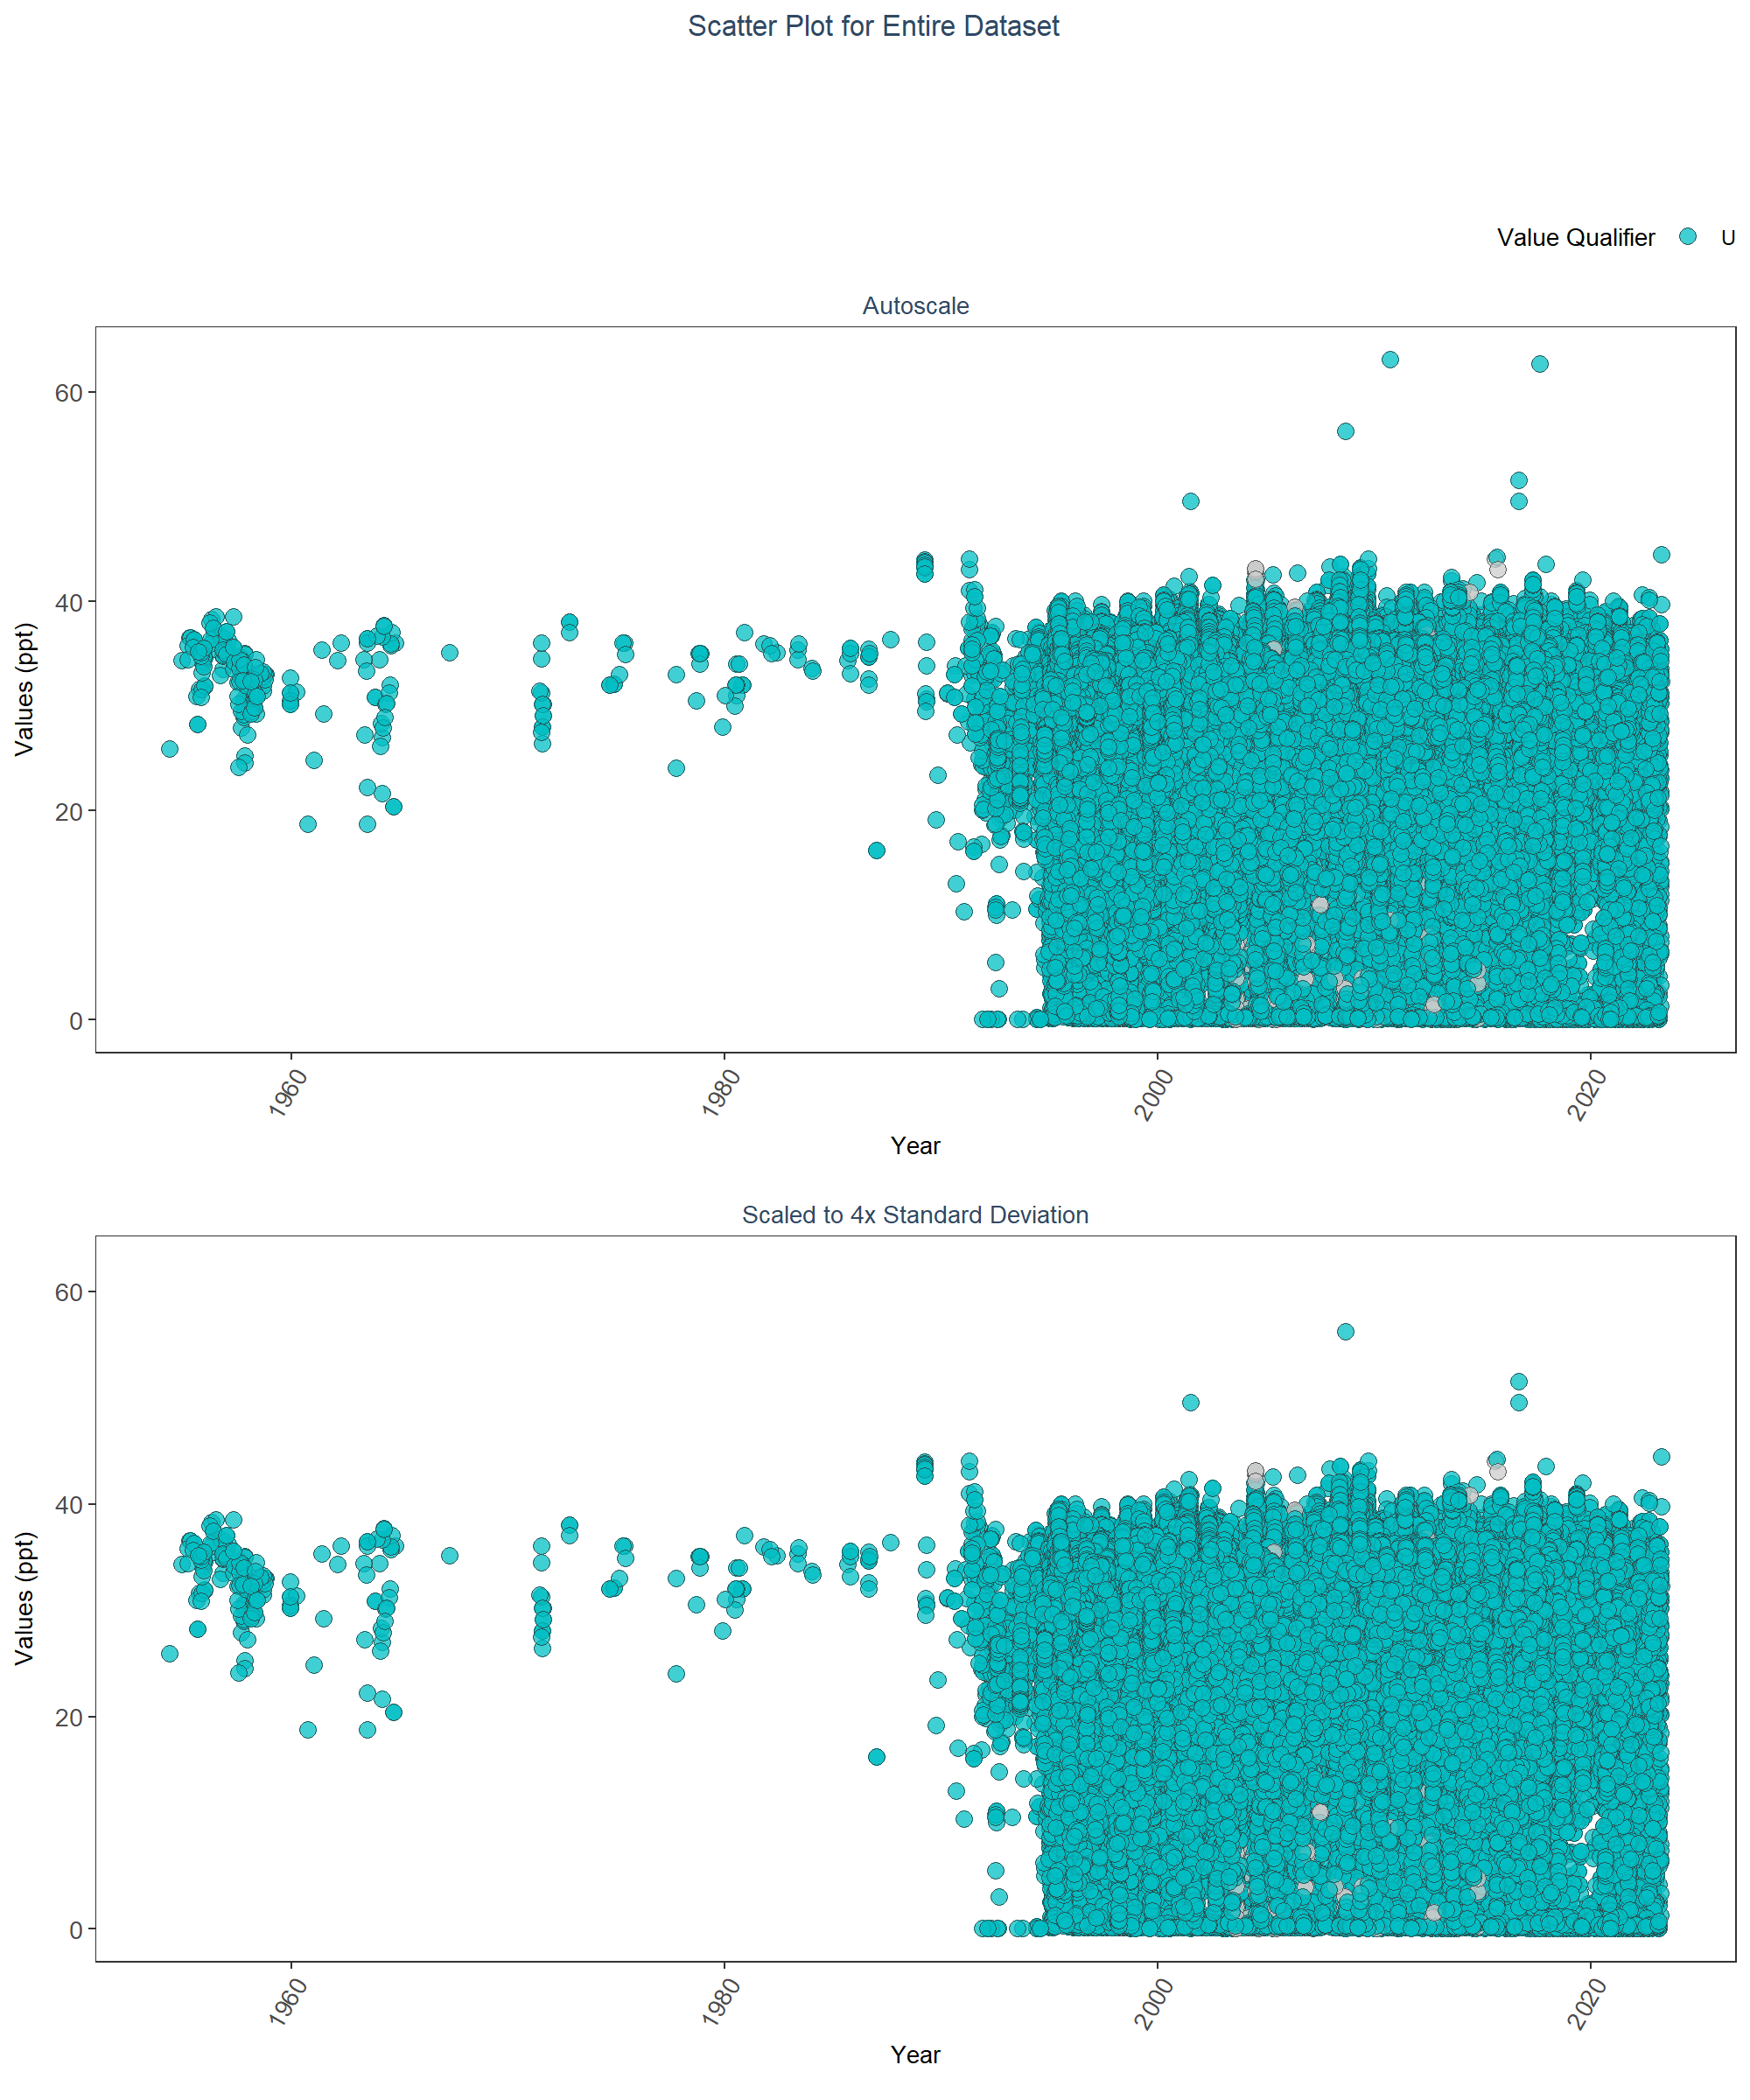 Scatter Plot for Entire Dataset
Value Qualifier U
Autoscale
60
40
20
0
Values (ppt)
1960 1980 2000 2020
Year
Scaled to 4x Standard Deviation
60
40
20
0
Values (ppt)
1960 1980 2000 2020
Year